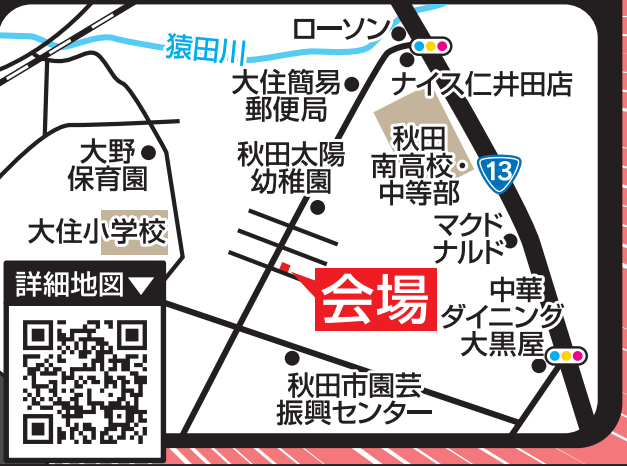 ローソン
猿田川
大住簡易
郵便局
ナイス仁井田店
秋田
南高校・
中等部
大野
保育園
秋田太陽
幼稚園
13
大住小学校
マクド
ナルド
詳細地図▼
会場
中華
ダイニング
大黒屋
秋田市園芸
振興センター